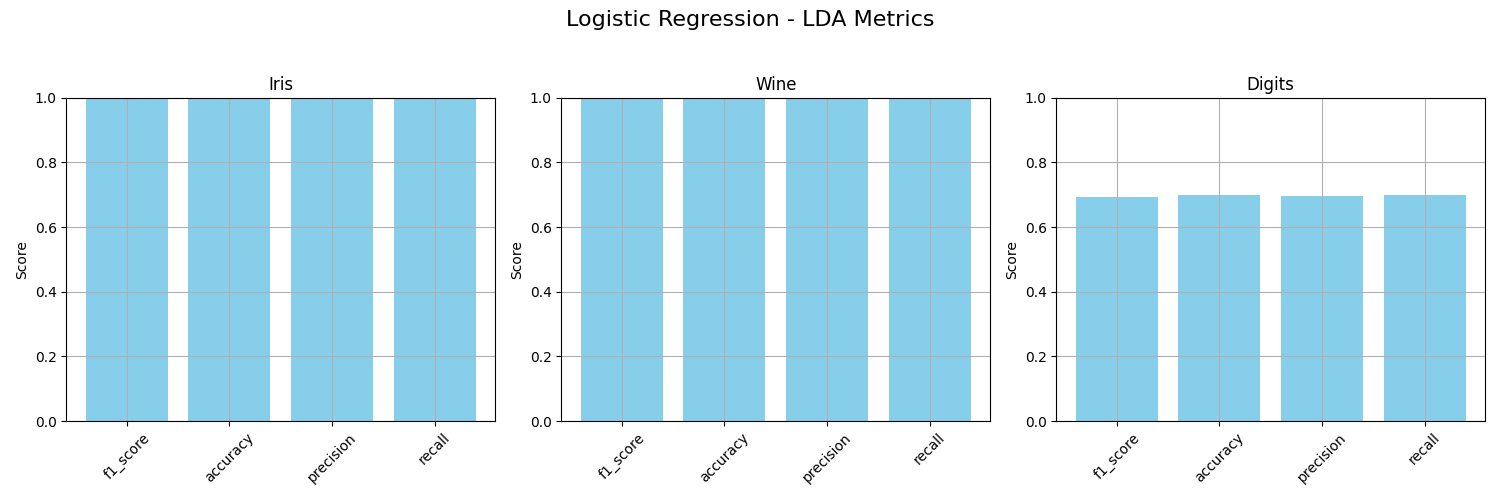 Logistic Regression - LDA Metrics
Iris
1.0
0.8
0.6
0.4
0.2
0.0
Score
f1_score
accuracy
precision
recall
Wine
1.0
0.8
0.6
0.4
0.2
0.0
Score
f1_score
accuracy
precision
recall
Digits
1.0
0.8
0.6
0.4
0.2
0.0
Score
f1_score
accuracy
precision
recall